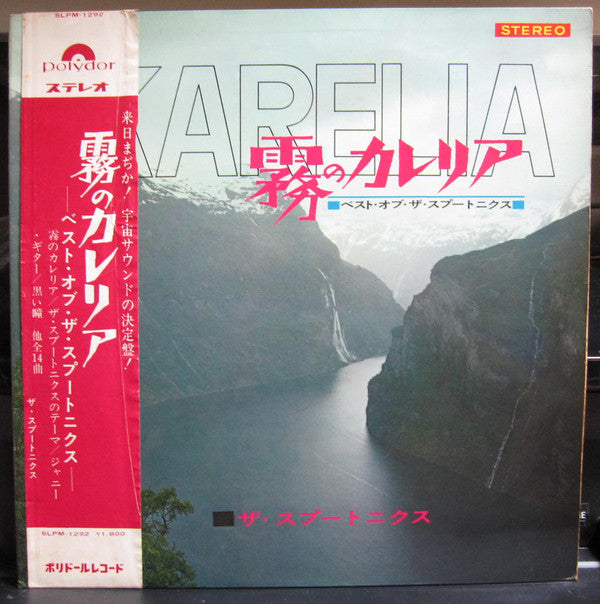 SLPM-1292
polydor
ステレオ
霧のカレリア
―ベスト・オブ・ザ・スプートニクス―
来日まぢか! 宇宙サウンドの決定盤!
霧のカレリア/ザ・スプートニクスのテーマ/ジャニー
・ギター/黒い瞳 他全14曲
ザ・スプートニクス
SLPM-1292 ¥1,800
ポリドールレコード
STEREO
KARELIA
霧のカレリア
ベスト・オブ・ザ・スプートニクス
ザ・スプートニクス